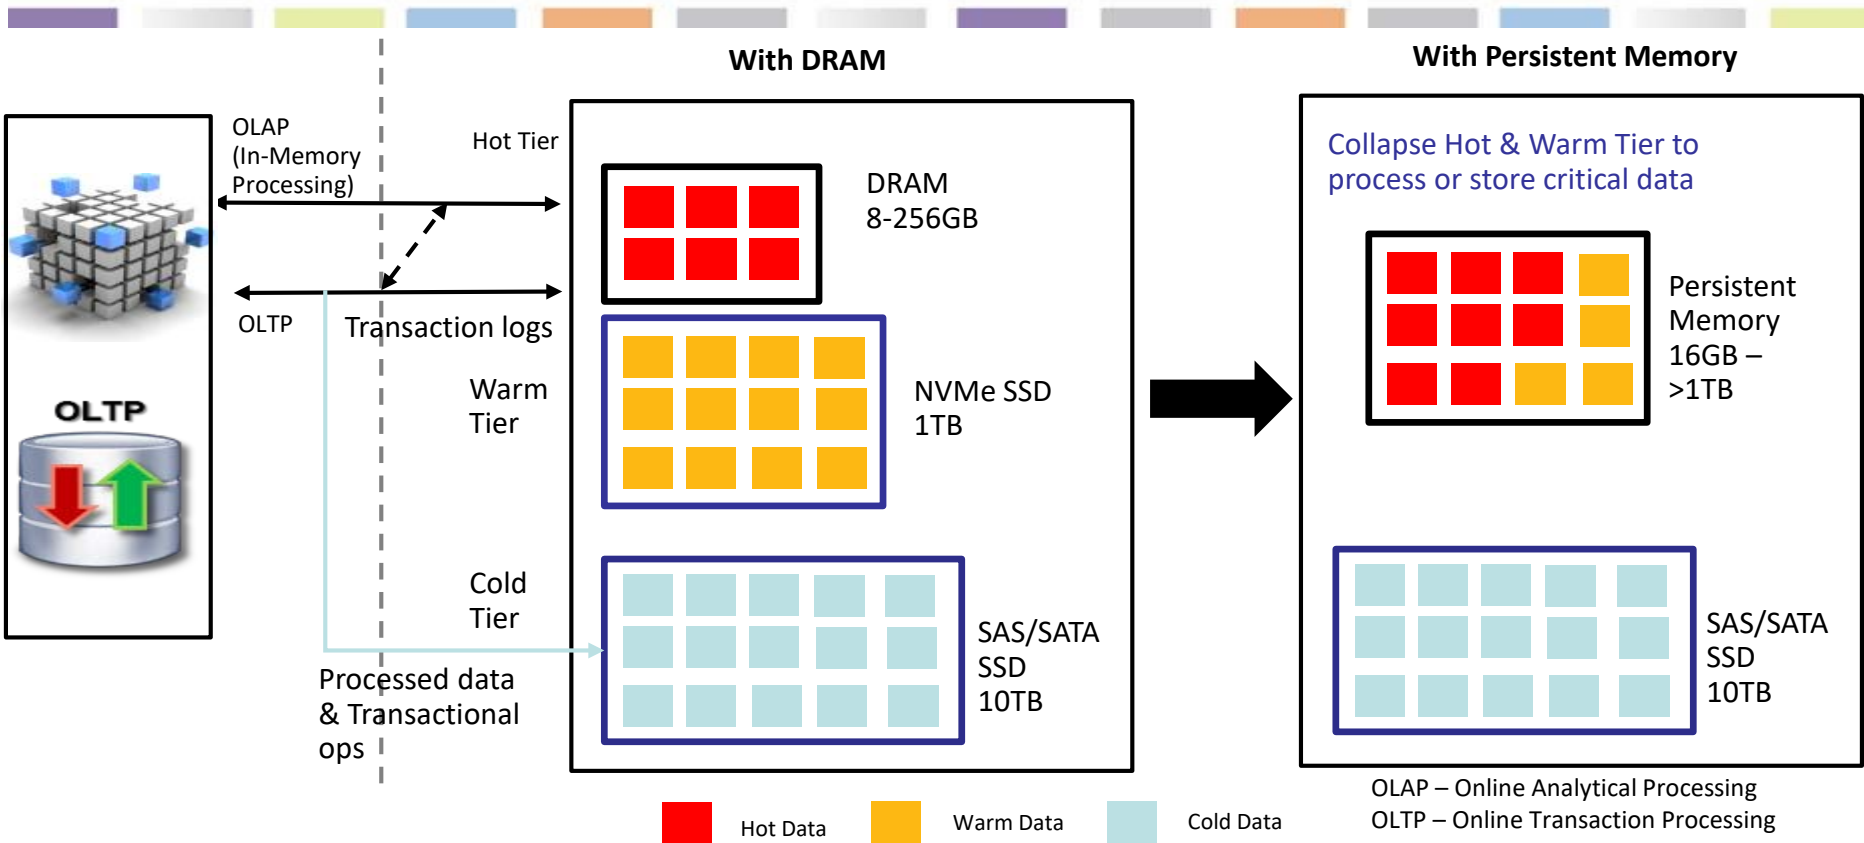 With DRAM
With Persistent Memory
OLAP
(In-Memory
Processing)
Hot Tier
OLTP
Transaction logs
OLTP
Warm
Tier
Cold
Tier
Processed data
& Transactional
ops
DRAM
8-256GB
NVMe SSD
1TB
SAS/SATA
SSD
10TB
Collapse Hot & Warm Tier to
process or store critical data
Persistent
Memory
16GB –
>1TB
SAS/SATA
SSD
10TB
Hot Data
Warm Data
Cold Data
OLAP – Online Analytical Processing
OLTP – Online Transaction Processing